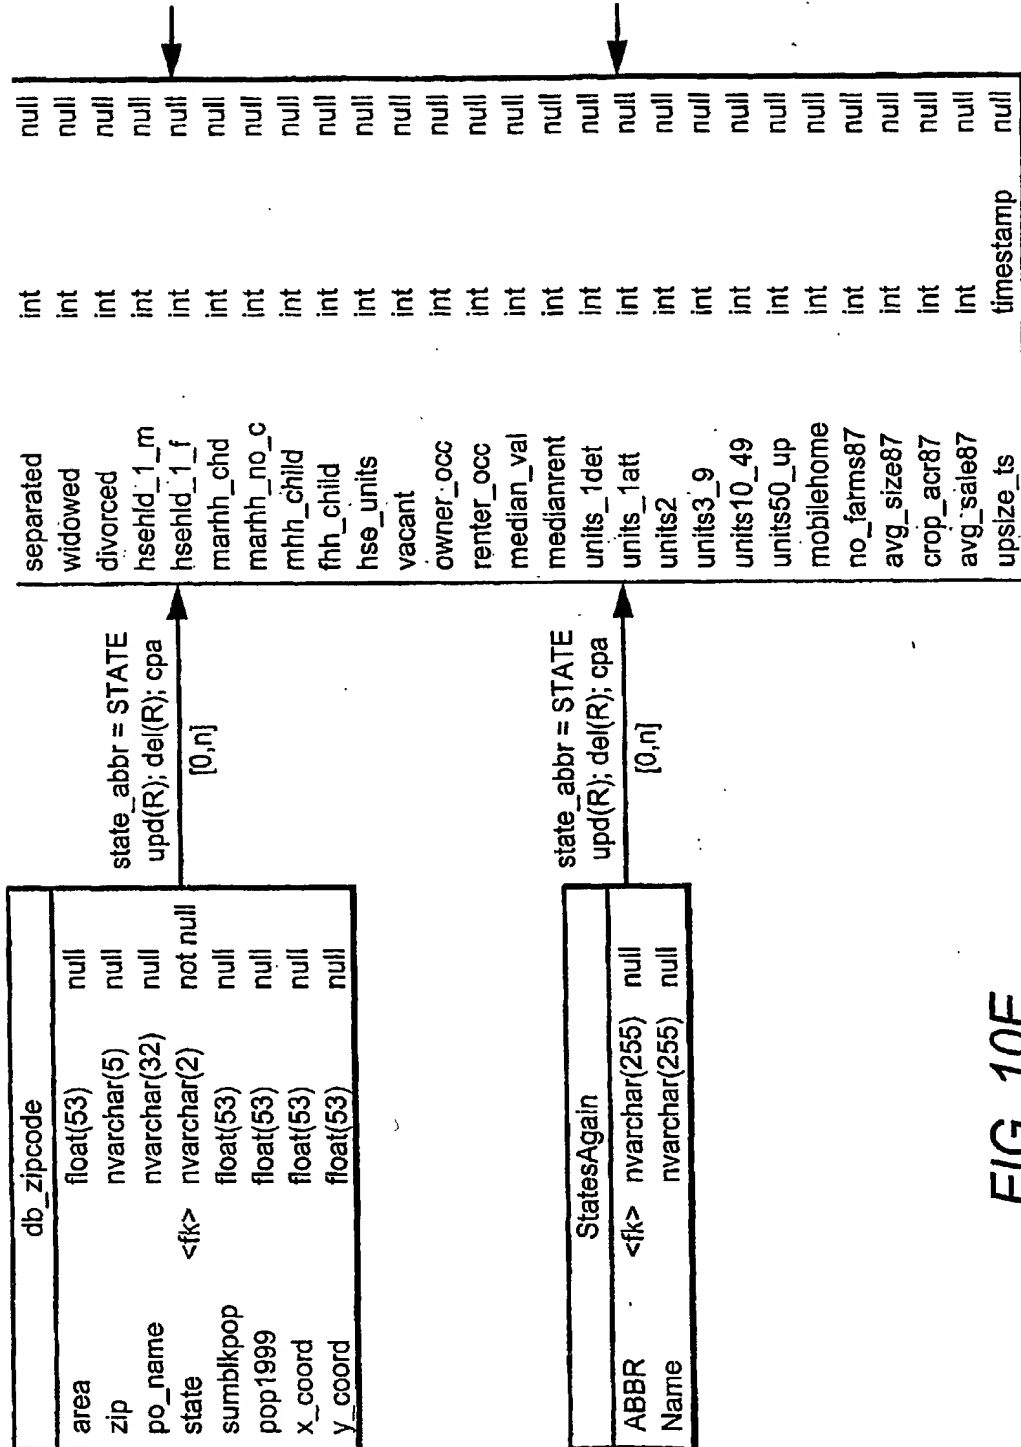 separated int null
widowed int null
divorced int null
hsehld_1_m int null
hsehld_1_f int null
marhh_chd int null
marhh_no_c int null
mhh_child int null
fhh_child int null
hse_units int null
vacant int null
owner_occ int null
renter_occ int null
median_val int null
medianrent int null
units_1det int null
units_1att int null
units2 int null
units3_9 int null
units10_49 int null
units50_up int null
mobilehome int null
no_farms87 int null
avg_size87 int null
crop_acr87 int null
avg_sale87 int null
upsize_ts timestamp null
state_abbr = STATE
upd(R); del(R); cpa
[0,n]
state_abbr = STATE
upd(R); del(R); cpa
[0,n]
db_zipcode
area float(53) null
zip nvarchar(5) null
po_name nvarchar(32) null
state <fk> nvarchar(2) not null
sumblkpop float(53) null
pop1999 float(53) null
x_coord float(53) null
y_coord float(53) null
StatesAgain
ABBR <fk> nvarchar(255) null
Name nvarchar(255) null